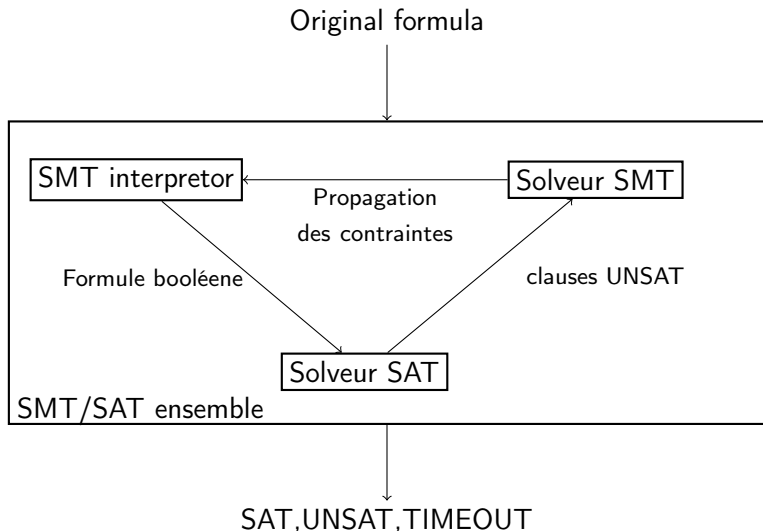 Original formula
SMT interpretor
Solveur SMT
Propagation
des contraintes
Formule booléene
clauses UNSAT
Solveur SAT
SMT/SAT ensemble
SAT,UNSAT,TIMEOUT